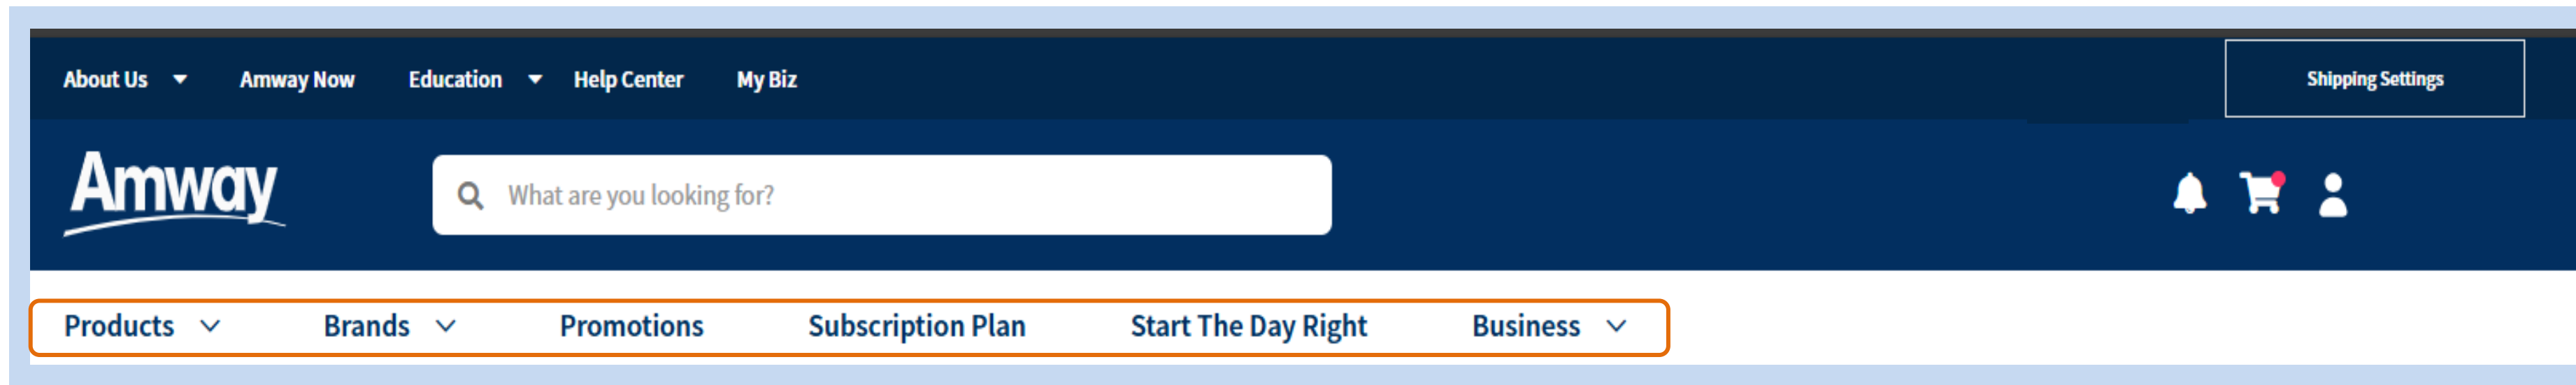 About Us Amway Now Education Help Center My Biz Shipping Settings
Amway What are you looking for?
Products Brands Promotions Subscription Plan Start The Day Right Business